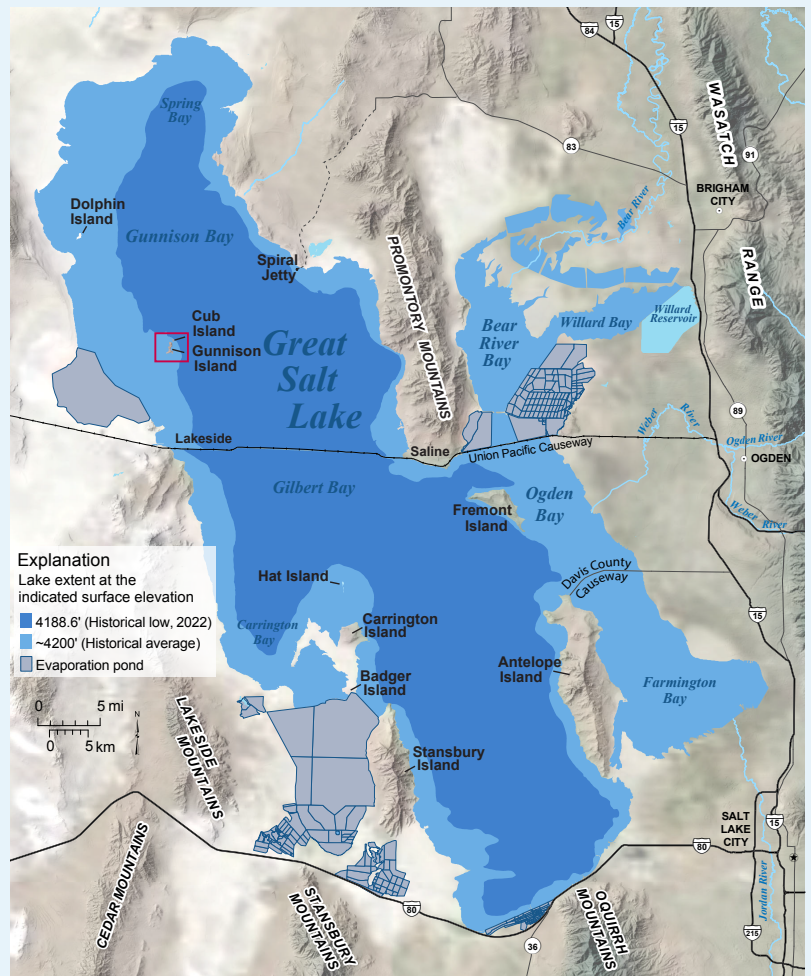 84
15
Spring
Bay
WASATCH
15
83
91
BRIGHAM
CITY
Bear River
Dolphin
Island
Gunnison Bay
PROMONTORY MOUNTAINS
RANGE
Spiral
Jetty
Cub
Island
Gunnison
Island
Great
Salt
Lake
Bear
River
Bay
Willard Bay
Willard
Reservoir
89
Weber River
Lakeside
Saline
Union Pacific Causeway
Ogden River
OGDEN
Gilbert Bay
Ogden
Bay
Fremont
Island
Weber River
Explanation
Lake extent at the
indicated surface elevation
4188.6' (Historical low, 2022)
~4200' (Historical average)
Evaporation pond
Hat Island
Davis County
Causeway
15
Carrington
Bay
Carrington
Island
Antelope
Island
Farmington
Bay
Badger
Island
0 5 mi
0 5 km
N
LAKESIDE
MOUNTAINS
Stansbury
Island
SALT
LAKE
CITY
15
80
80
CEDAR MOUNTAINS
STANSBURY
MOUNTAINS
OQUIRRH
MOUNTAINS
Jordan River
36
215